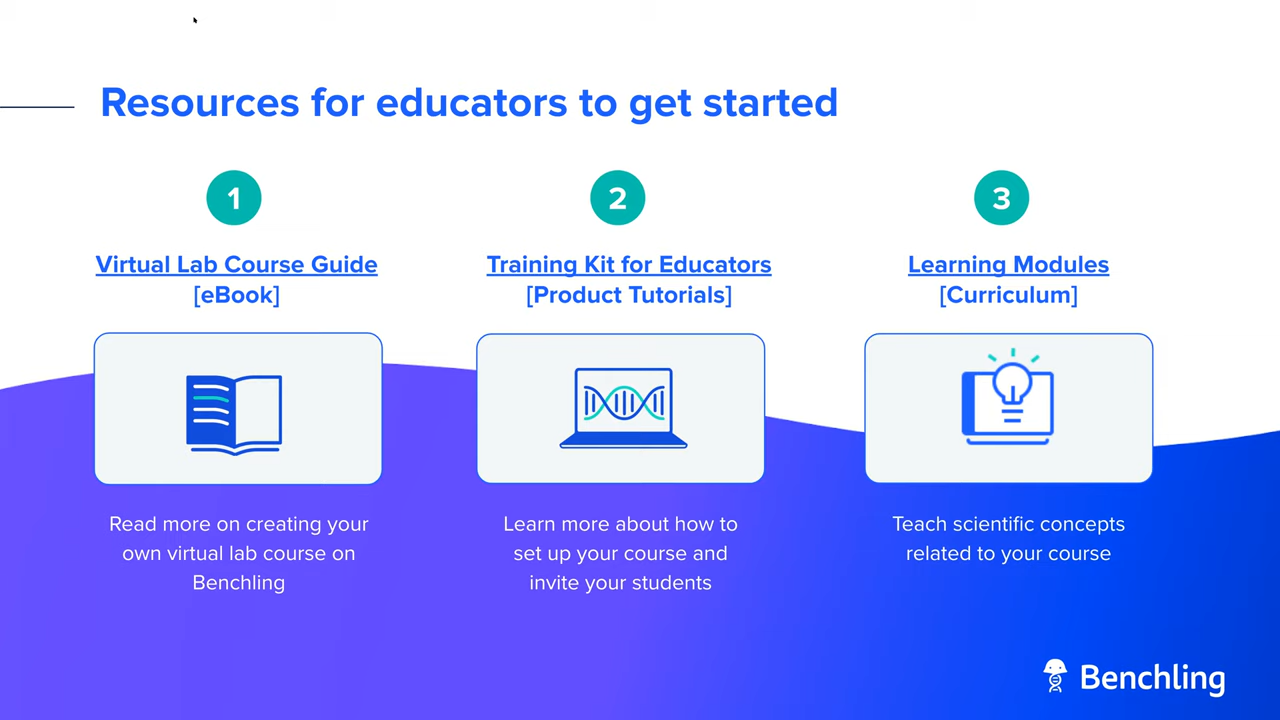 Resources for educators to get started
1
Virtual Lab Course Guide
[eBook]
Read more on creating your
own virtual lab course on
Benchling
2
Training Kit for Educators
[Product Tutorials]
Learn more about how to
set up your course and
invite your students
3
Learning Modules
[Curriculum]
Teach scientific concepts
related to your course
Benchling